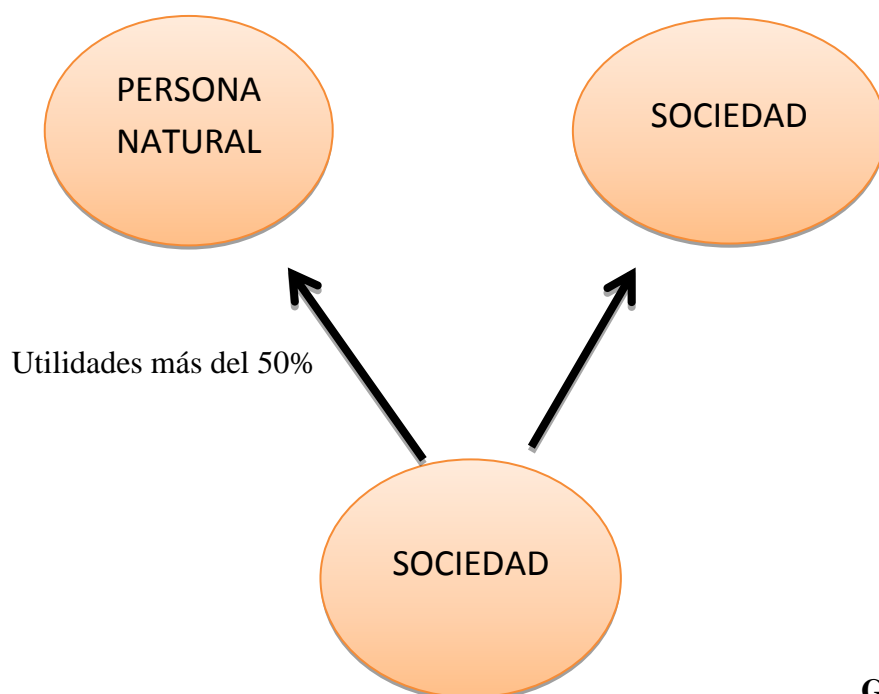 PERSONA
NATURAL
SOCIEDAD
Utilidades más del 50%
SOCIEDAD